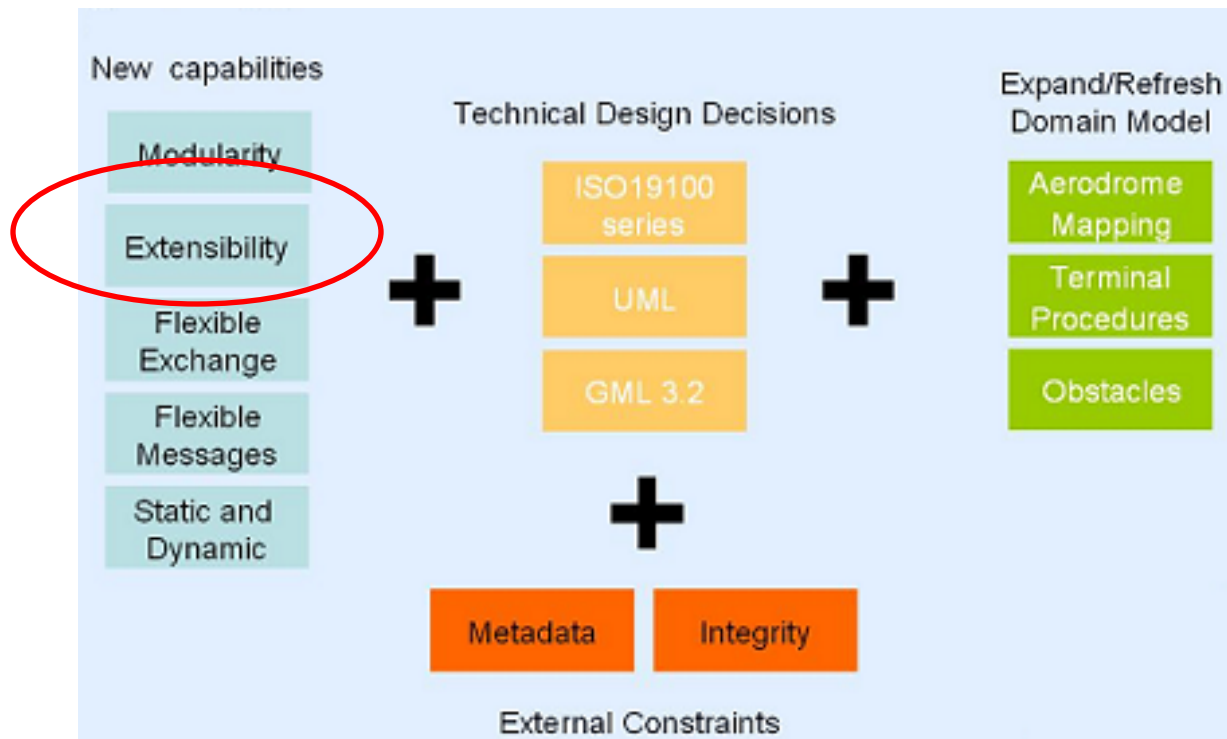 New capabilities
Modularity
Extensibility
Flexible
Exchange
Flexible
Messages
Static and
Dynamic
Technical Design Decisions
ISO19100
series
UML
GML 3.2
Expand/Refresh
Domain Model
Aerodrome
Mapping
Terminal
Procedures
Obstacles
Metadata
Integrity
External Constraints